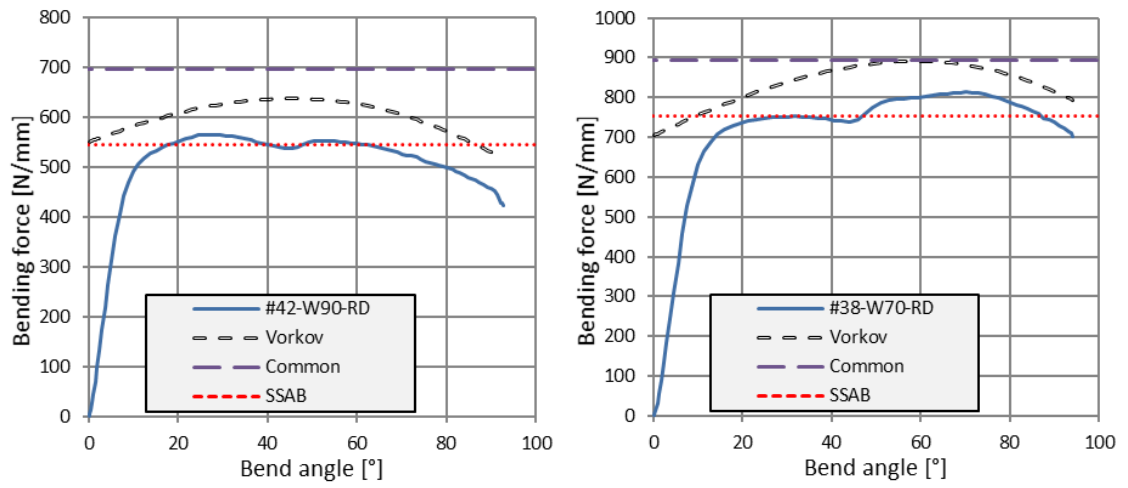 Bending force [N/mm]
800
700
600
500
400
300
200
100
0
#42-W90-RD
Vorkov
Common
SSAB
0 20 40 60 80 100
Bend angle [°]
Bending force [N/mm]
1000
900
800
700
600
500
400
300
200
100
0
#38-W70-RD
Vorkov
Common
SSAB
0 20 40 60 80 100
Bend angle [°]